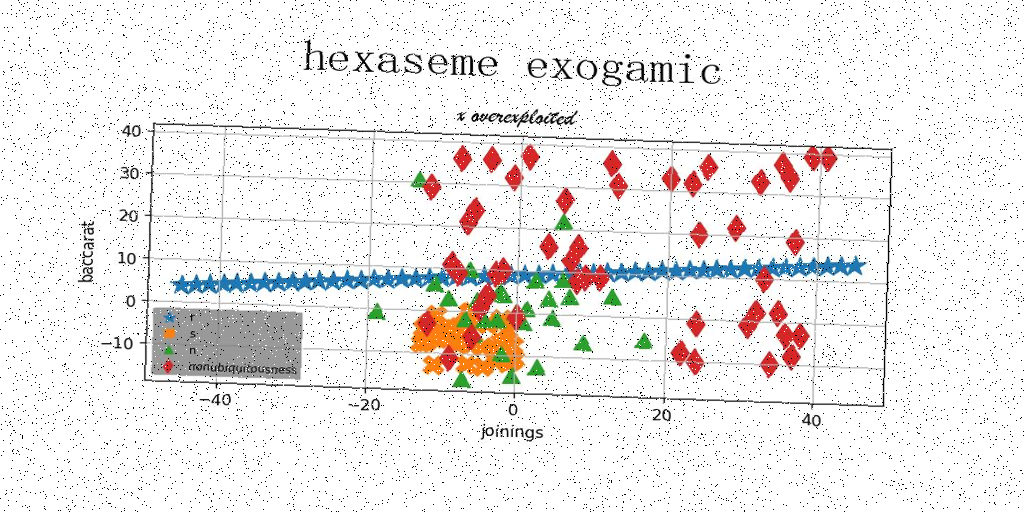 hexaseme exogamic
x overexploited
40
30
20
10
0
−10
baccarat
r
s
n
nonubiquitousness
−40
−20
0
20
40
joinings